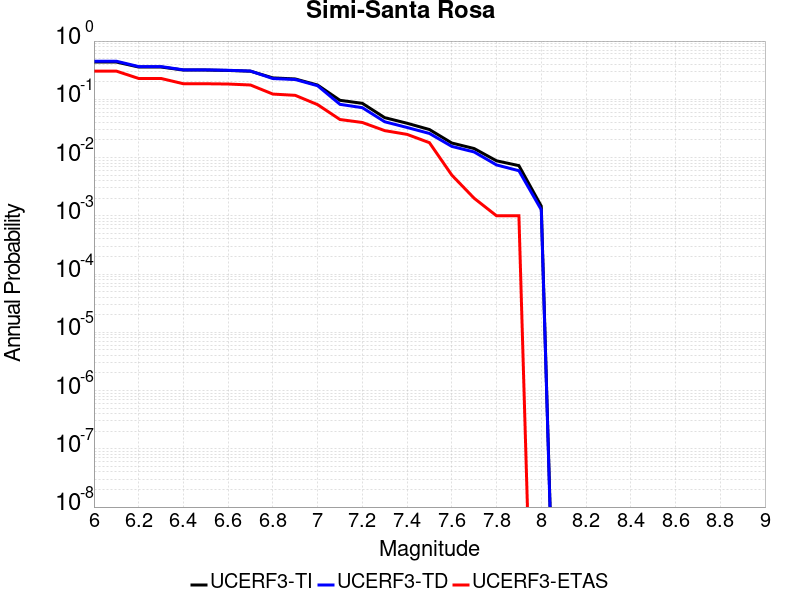 Simi-Santa Rosa
Annual Probability
10^0
10^-1
10^-2
10^-3
10^-4
10^-5
10^-6
10^-7
10^-8
6 6.2 6.4 6.6 6.8 7 7.2 7.4 7.6 7.8 8 8.2 8.4 8.6 8.8 9
Magnitude
UCERF3-TI UCERF3-TD UCERF3-ETAS